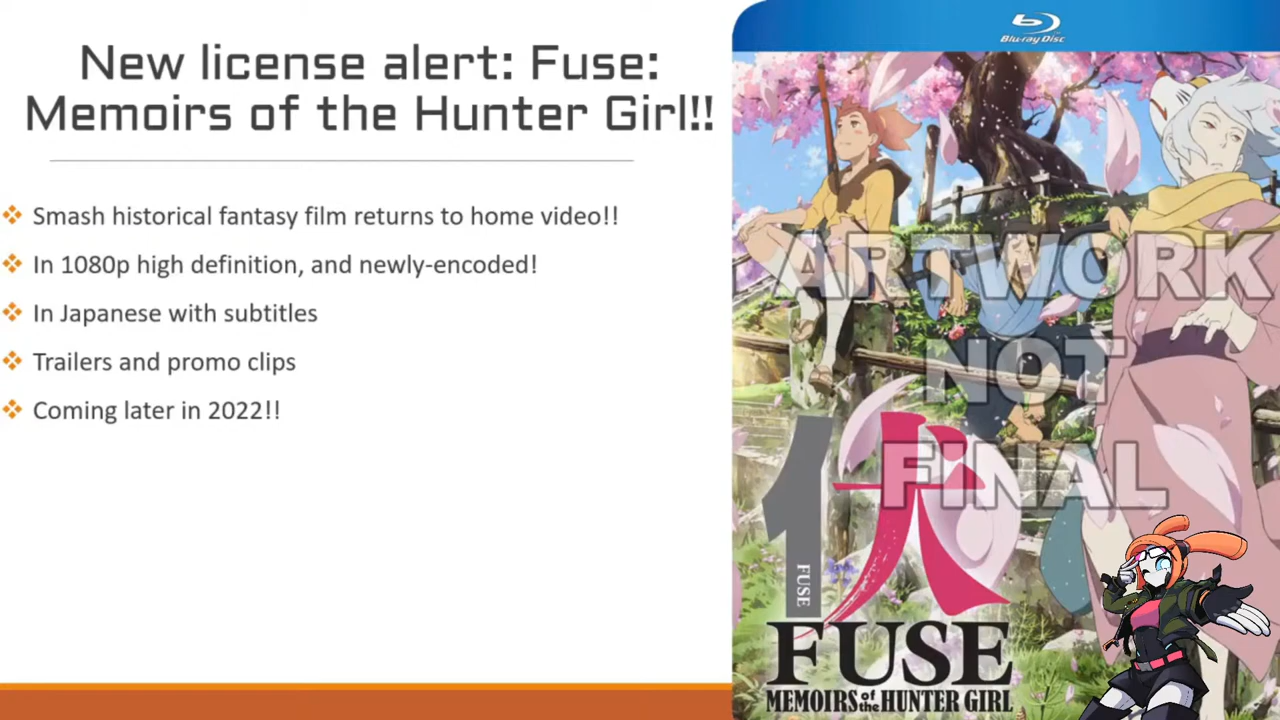 New license alert: Fuse:
Memoirs of the Hunter Girl!!
Smash historical fantasy film returns to home video!!
In 1080p high definition, and newly-encoded!
In Japanese with subtitles
Trailers and promo clips
Coming later in 2022!!
Blu-ray Disc
ARTWORK
NOT
FINAL
伏
FUSE
FUSE
MEMOIRS of the HUNTER GIRL